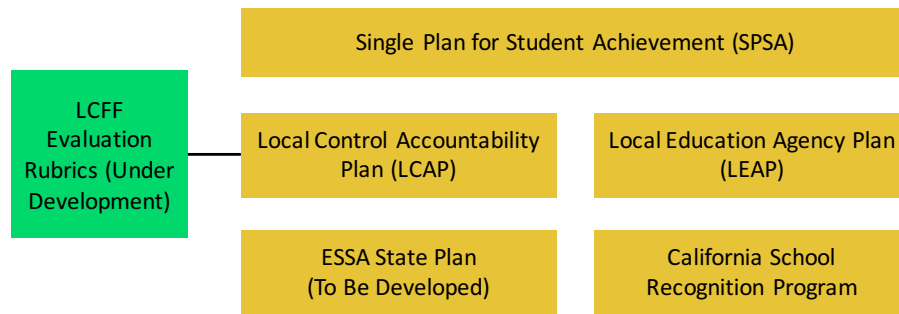 Single Plan for Student Achievement (SPSA)
LCFF
Evaluation
Rubrics (Under
Development)
Local Control Accountability
Plan (LCAP)
Local Education Agency Plan
(LEAP)
ESSA State Plan
(To Be Developed)
California School
Recognition Program